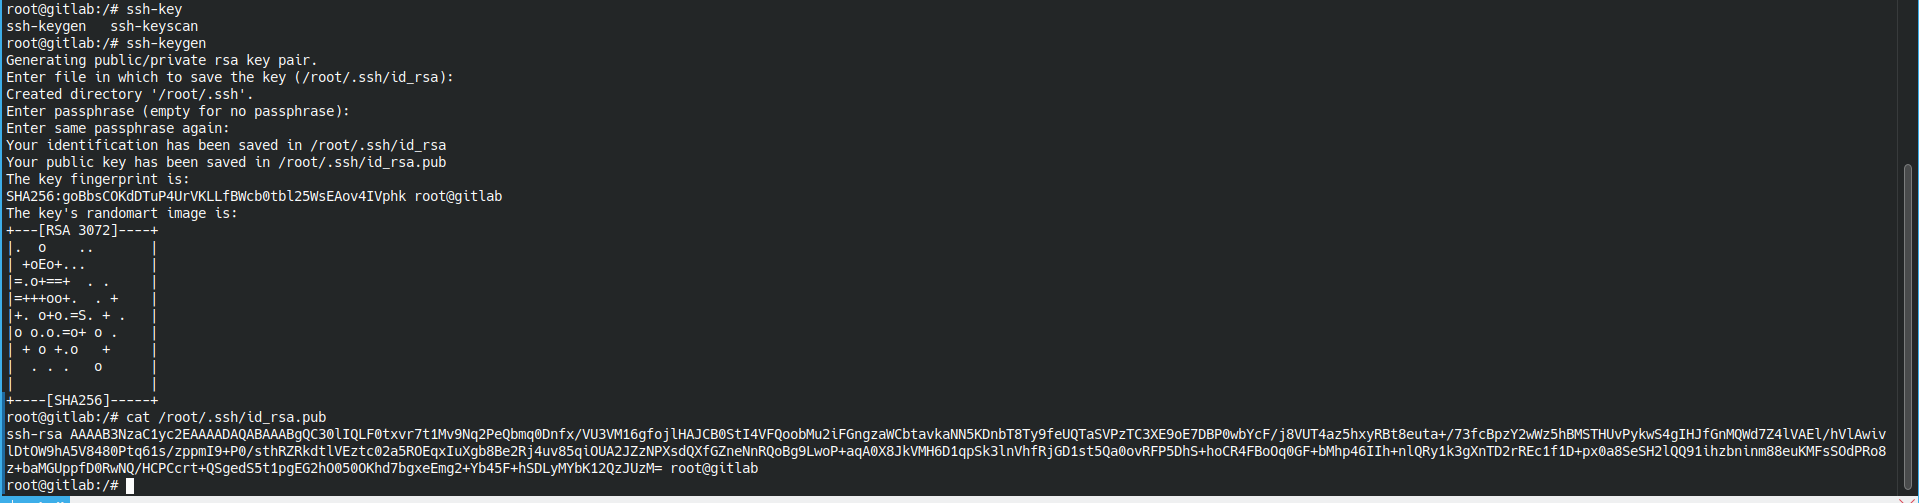 root@gitlab:/# ssh-key
ssh-keygen   ssh-keyscan
root@gitlab:/# ssh-keygen
Generating public/private rsa key pair.
Enter file in which to save the key (/root/.ssh/id_rsa):
Created directory '/root/.ssh'.
Enter passphrase (empty for no passphrase):
Enter same passphrase again:
Your identification has been saved in /root/.ssh/id_rsa
Your public key has been saved in /root/.ssh/id_rsa.pub
The key fingerprint is:
SHA256:goBbsCOKdDTuP4UrVKLLfBWcb0tbl25WsEAov4IVphk root@gitlab
The key's randomart image is:
+---[RSA 3072]----+
|.  o    ..       |
| +oEo+...        |
|=.o+==+  . .     |
|=+++oo+.  . +    |
|+. o+o.=S. + .   |
|o o.o.=o+ o .    |
| + o +.o   +     |
|  . . .   o      |
|                 |
+----[SHA256]-----+
root@gitlab:/# cat /root/.ssh/id_rsa.pub
ssh-rsa AAAAB3NzaC1yc2EAAAADAQABAAABgQC30lIQLF0txvr7t1Mv9Nq2PeQbmq0Dnfx/VU3VM16gfojlHAJCB0StI4VFQoobMu2iFGngzaWCbtavkaNN5KDnbT8Ty9feUQTaSVPzTC3XE9oE7DBP0wbYcF/j8VUT4az5hxyRBt8euta+/73fcBpzY2wWz5hBMSTHUvPykwS4gIHJfGnMQWd7Z4lVAEl/hVlAwiv
lDtOW9hA5V8480Ptq61s/zppmI9+P0/sthRZRkdtlVEztc02a5ROEqxIuXgb8Be2Rj4uv85qiOUA2JZzNPXsdQXfGZneNnRQoBg9LwoP+aqA0X8JkVMH6D1qpSk3lnVhfRjGD1st5Qa0ovRFP5DhS+hoCR4FBoOq0GF+bMhp46IIh+nlQRy1k3gXnTD2rREc1f1D+px0a8SeSH2lQQ91ihzbninm88euKMFsSOdPRo8
z+baMGUppfD0RwNQ/HCPCcrt+QSgedS5t1pgEG2hO050OKhd7bgxeEmg2+Yb45F+hSDLyMYbK12QzJUzM= root@gitlab
root@gitlab:/#